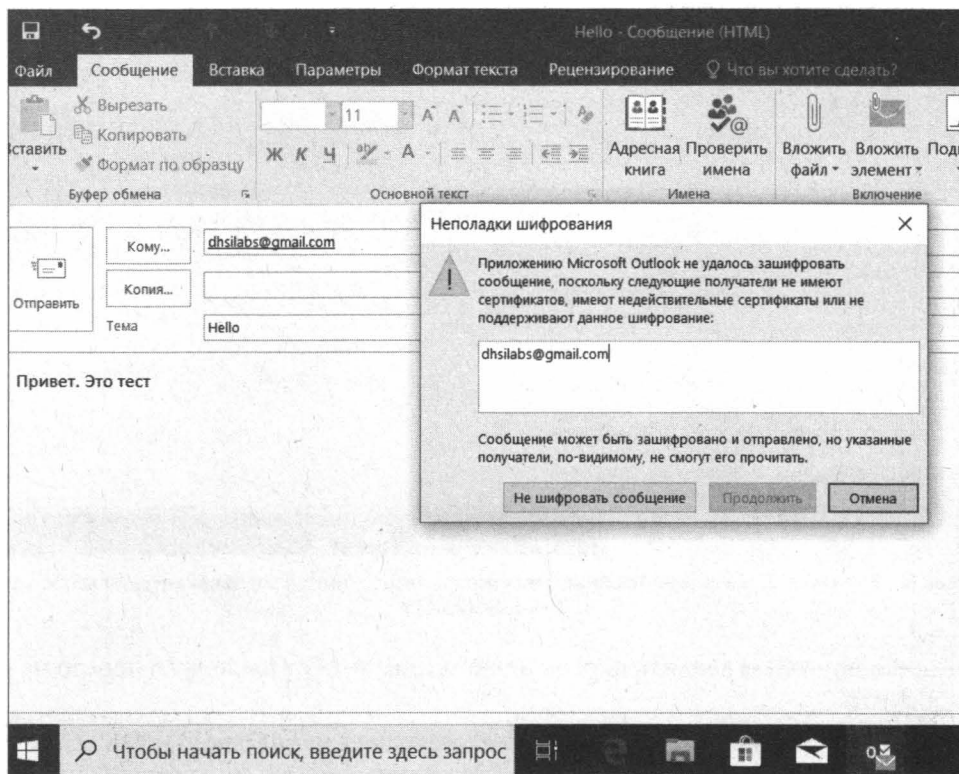 Hello - Сообщение (HTML)
Файл Сообщение Вставка Параметры Формат текста Рецензирование Что вы хотите сделать?
Вырезать
Копировать
Формат по образцу
Вставить
11
Ж К Ч
Адресная книга
Проверить имена
Вложить файл
Вложить элемент
Буфер обмена Основной текст Имена Включение
Отправить
Кому... dhsilabs@gmail.com
Копия...
Тема Hello
Привет. Это тест
Неполадки шифрования
Приложению Microsoft Outlook не удалось зашифровать
сообщение, поскольку следующие получатели не имеют
сертификатов, имеют недействительные сертификаты или не
поддерживают данное шифрование:
dhsilabs@gmail.com
Сообщение может быть зашифровано и отправлено, но указанные
получатели, по-видимому, не смогут его прочитать.
Не шифровать сообщение Продолжить Отмена
Чтобы начать поиск, введите здесь запрос